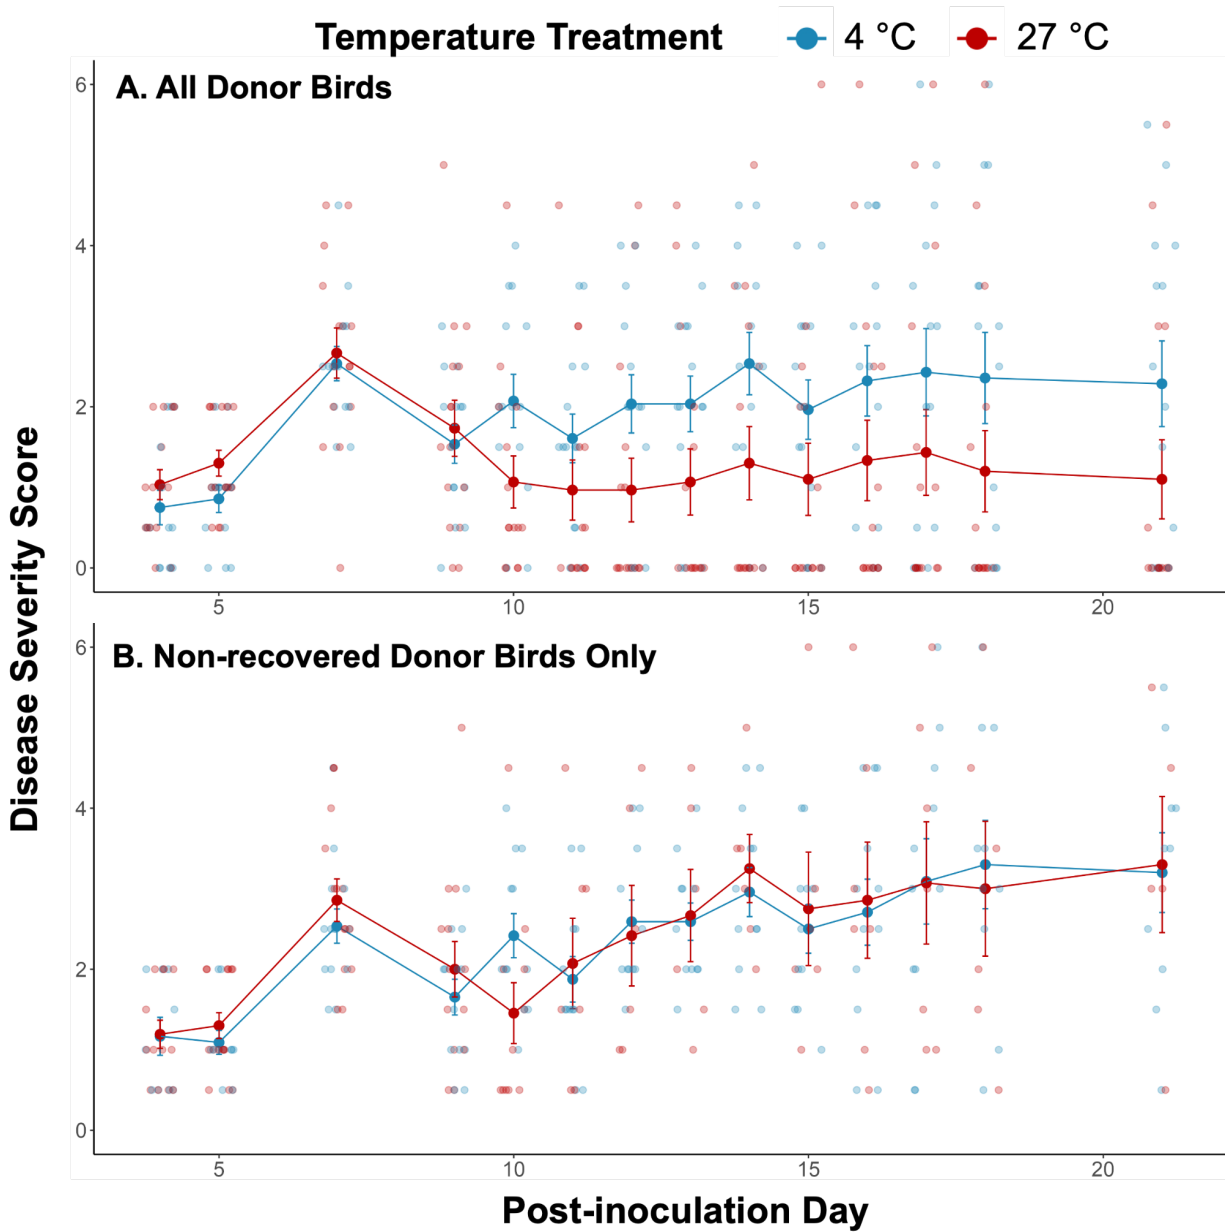 Temperature Treatment 4 °C 27 °C
A. All Donor Birds
6
4
2
0
5 10 15 20
B. Non-recovered Donor Birds Only
6
4
2
0
5 10 15 20
Disease Severity Score
Post-inoculation Day